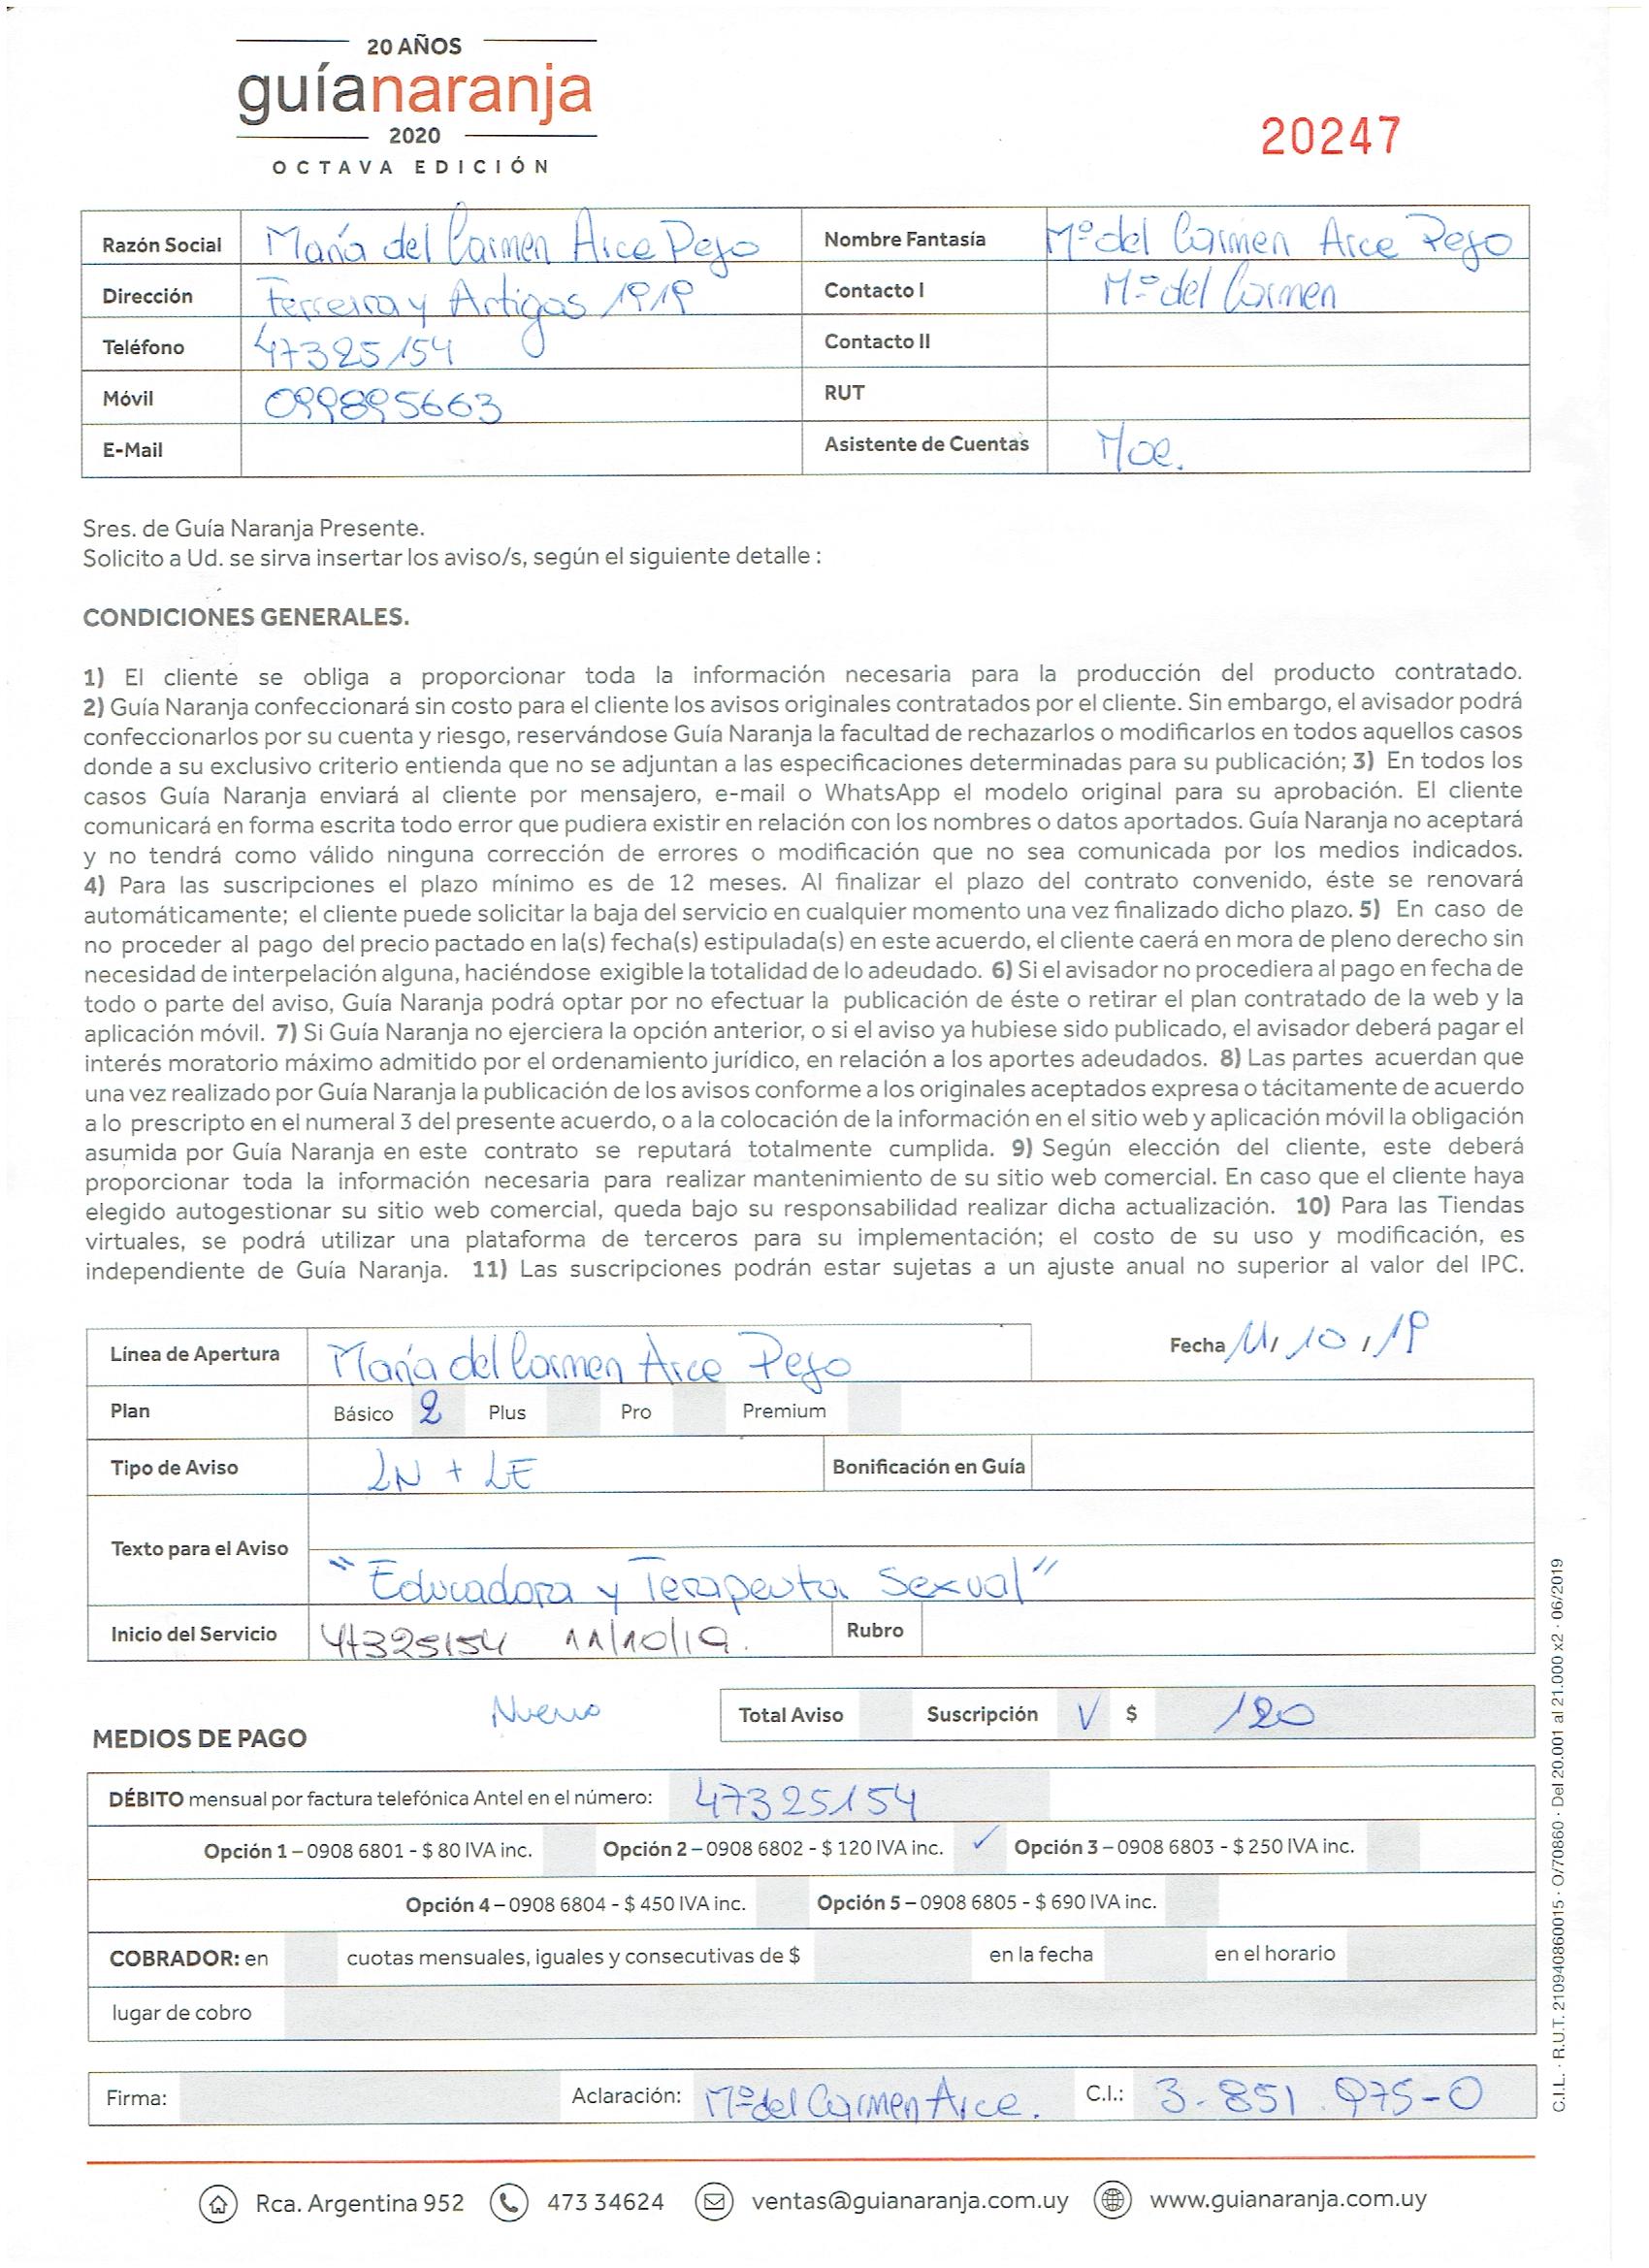 20 AÑOS
guíanaranja
2020
OCTAVA EDICIÓN
20247
Razón Social María del Carmen Arce Pejo Nombre Fantasía Mª del Carmen Arce Pejo
Dirección Ferreira y Artigas 1919 Contacto I Mª del Carmen
Teléfono 47325154 Contacto II
Móvil 099895663 RUT
E-Mail Asistente de Cuentas Moe.
Sres. de Guía Naranja Presente.
Solicito a Ud. se sirva insertar los aviso/s, según el siguiente detalle :
CONDICIONES GENERALES.
1) El cliente se obliga a proporcionar toda la información necesaria para la producción del producto contratado.
2) Guía Naranja confeccionará sin costo para el cliente los avisos originales contratados por el cliente. Sin embargo, el avisador podrá
confeccionarlos por su cuenta y riesgo, reservándose Guía Naranja la facultad de rechazarlos o modificarlos en todos aquellos casos
donde a su exclusivo criterio entienda que no se adjuntan a las especificaciones determinadas para su publicación; 3) En todos los
casos Guía Naranja enviará al cliente por mensajero, e-mail o WhatsApp el modelo original para su aprobación. El cliente
comunicará en forma escrita todo error que pudiera existir en relación con los nombres o datos aportados. Guía Naranja no aceptará
y no tendrá como válido ninguna corrección de errores o modificación que no sea comunicada por los medios indicados.
4) Para las suscripciones el plazo mínimo es de 12 meses. Al finalizar el plazo del contrato convenido, éste se renovará
automáticamente; el cliente puede solicitar la baja del servicio en cualquier momento una vez finalizado dicho plazo. 5) En caso de
no proceder al pago del precio pactado en la(s) fecha(s) estipulada(s) en este acuerdo, el cliente caerá en mora de pleno derecho sin
necesidad de interpelación alguna, haciéndose exigible la totalidad de lo adeudado. 6) Si el avisador no procediera al pago en fecha de
todo o parte del aviso, Guía Naranja podrá optar por no efectuar la publicación de éste o retirar el plan contratado de la web y la
aplicación móvil. 7) Si Guía Naranja no ejerciera la opción anterior, o si el aviso ya hubiese sido publicado, el avisador deberá pagar el
interés moratorio máximo admitido por el ordenamiento jurídico, en relación a los aportes adeudados. 8) Las partes acuerdan que
una vez realizado por Guía Naranja la publicación de los avisos conforme a los originales aceptados expresa o tácitamente de acuerdo
a lo prescripto en el numeral 3 del presente acuerdo, o a la colocación de la información en el sitio web y aplicación móvil la obligación
asumida por Guía Naranja en este contrato se reputará totalmente cumplida. 9) Según elección del cliente, este deberá
proporcionar toda la información necesaria para realizar mantenimiento de su sitio web comercial. En caso que el cliente haya
elegido autogestionar su sitio web comercial, queda bajo su responsabilidad realizar dicha actualización. 10) Para las Tiendas
virtuales, se podrá utilizar una plataforma de terceros para su implementación; el costo de su uso y modificación, es
independiente de Guía Naranja. 11) Las suscripciones podrán estar sujetas a un ajuste anual no superior al valor del IPC.
Línea de Apertura María del Carmen Arce Pejo Fecha 11/ 10 / 19
Plan Básico 2 Plus Pro Premium
Tipo de Aviso LN + LE Bonificación en Guía
Texto para el Aviso "Educadora y Terapeuta Sexual"
Inicio del Servicio 47325154 11/10/19. Rubro
Nuevo Total Aviso Suscripción V $ 120
MEDIOS DE PAGO
DÉBITO mensual por factura telefónica Antel en el número: 47325154
Opción 1 – 0908 6801 - $ 80 IVA inc. Opción 2 – 0908 6802 - $ 120 IVA inc. ✓ Opción 3 – 0908 6803 - $ 250 IVA inc.
Opción 4 – 0908 6804 - $ 450 IVA inc. Opción 5 – 0908 6805 - $ 690 IVA inc.
COBRADOR: en cuotas mensuales, iguales y consecutivas de $ en la fecha en el horario
lugar de cobro
Firma: Aclaración: Mª del Carmen Arce. C.I.: 3.851.975-0
C.I.L. · R.U.T. 210940860015 · O/70860 · Del 20.001 al 21.000 x2 · 06/2019
Rca. Argentina 952 473 34624 ventas@guianaranja.com.uy www.guianaranja.com.uy